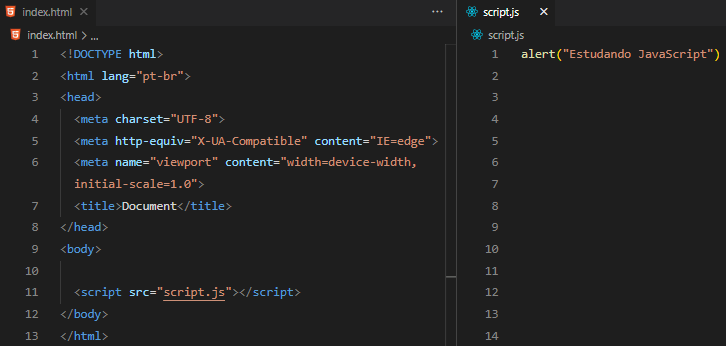 index.html ×
index.html > ...
1 <!DOCTYPE html>
2 <html lang="pt-br">
3 <head>
4 <meta charset="UTF-8">
5 <meta http-equiv="X-UA-Compatible" content="IE=edge">
6 <meta name="viewport" content="width=device-width,
initial-scale=1.0">
7 <title>Document</title>
8 </head>
9 <body>
10
11 <script src="script.js"></script>
12 </body>
13 </html>
script.js ×
script.js
1 alert("Estudando JavaScript")
2
3
4
5
6
7
8
9
10
11
12
13
14